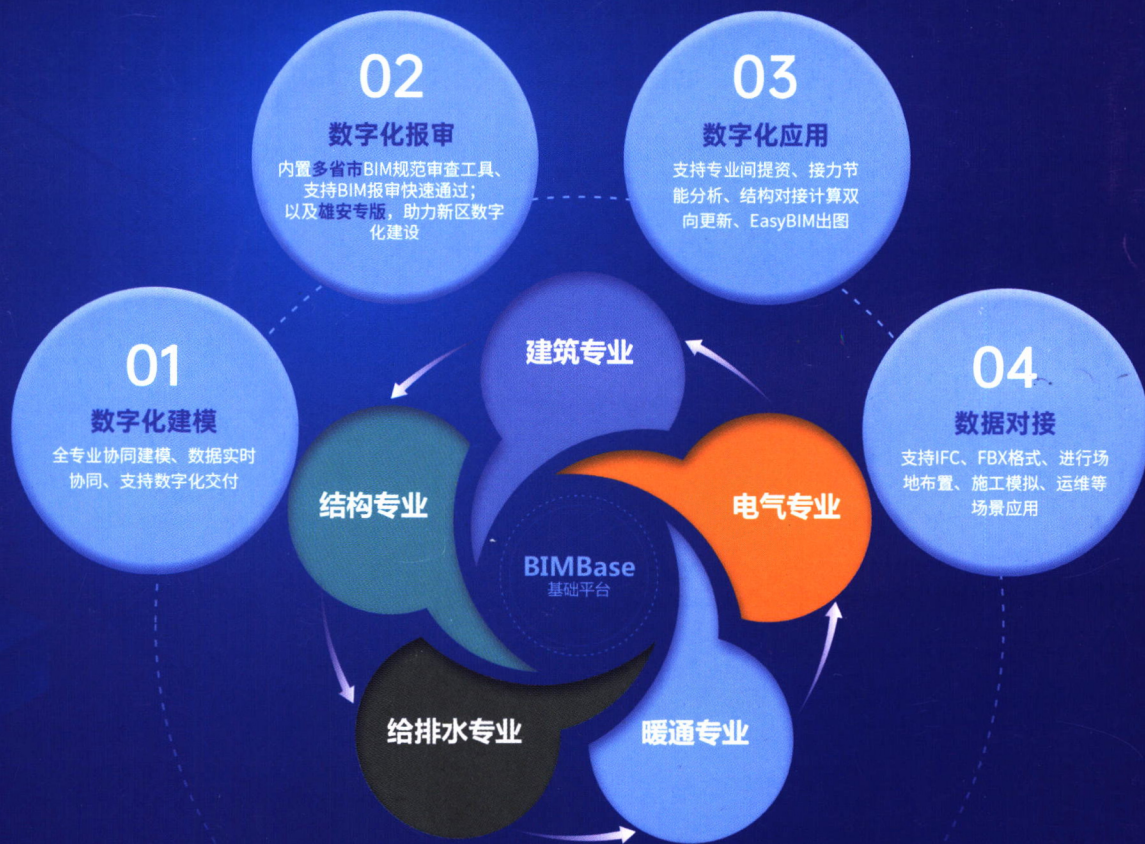 02
数字化报审
内置多省市BIM规范审查工具、
支持BIM报审快速通过；
以及雄安专版，助力新区数字
化建设
03
数字化应用
支持专业间提资、接力节
能分析、结构对接计算双
向更新、EasyBIM出图
01
数字化建模
全专业协同建模、数据实时
协同、支持数字化交付
04
数据对接
支持IFC、FBX格式、进行场
地布置、施工模拟、运维等
场景应用
建筑专业
结构专业
电气专业
BIMBase
基础平台
给排水专业
暖通专业